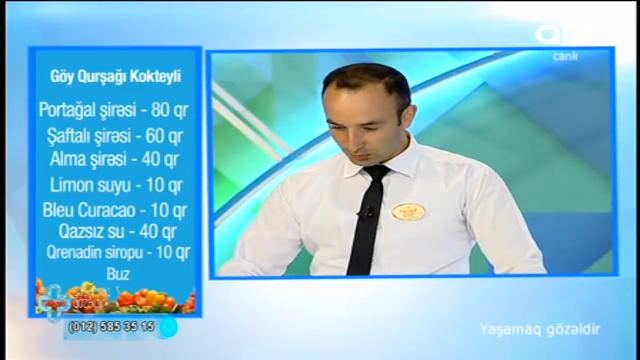 Göy Qurşağı Kokteyli
Portağal şirəsi - 80 qr
Şaftalı şirəsi - 60 qr
Alma şirəsi - 40 qr
Limon suyu - 10 qr
Bleu Curacao - 10 qr
Qazsız su - 40 qr
Qrenadin siropu - 10 qr
Buz
(012) 585 35 15
canlı
Yaşamaq gözəldir